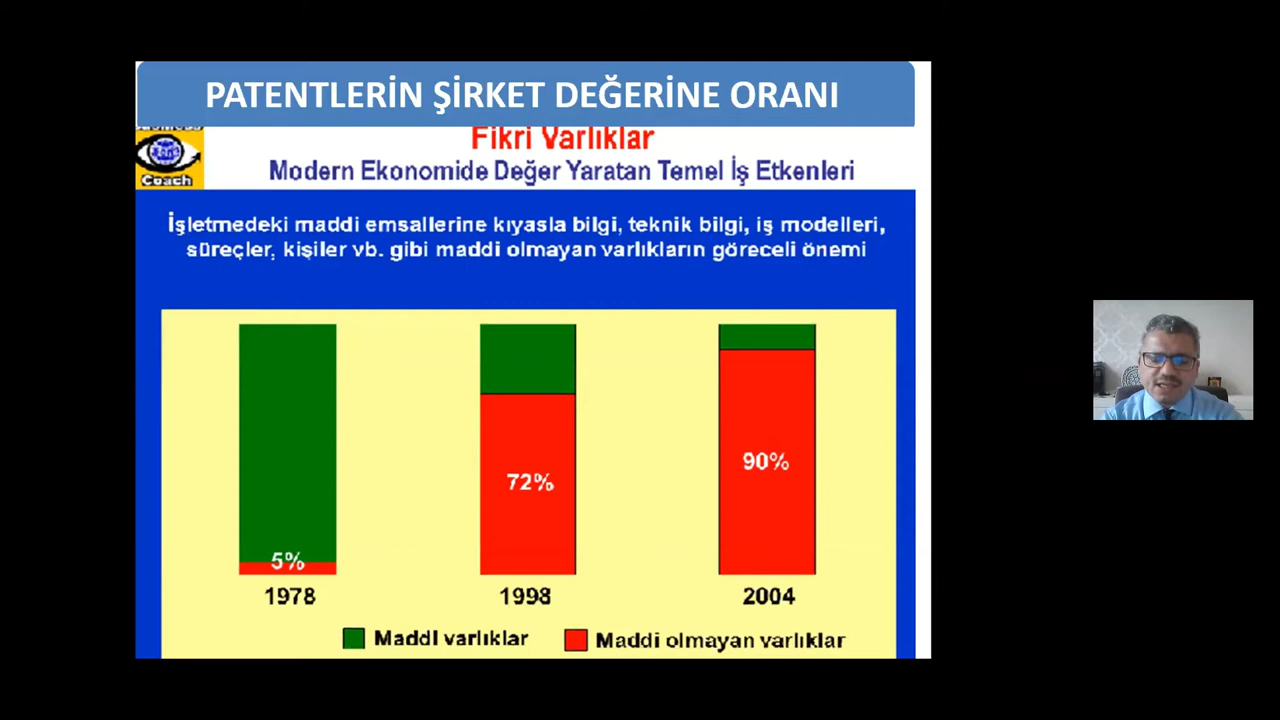 PATENTLERİN ŞİRKET DEĞERİNE ORANI
Fikri Varlıklar
Coach
Modern Ekonomide Değer Yaratan Temel İş Etkenleri
İşletmedeki maddi emsallerine kıyasla bilgi, teknik bilgi, iş modelleri,
süreçler, kişiler vb. gibi maddi olmayan varlıkların göreceli önemi
72%
90%
5%
1978
1998
2004
Maddi varlıklar
Maddi olmayan varlıklar